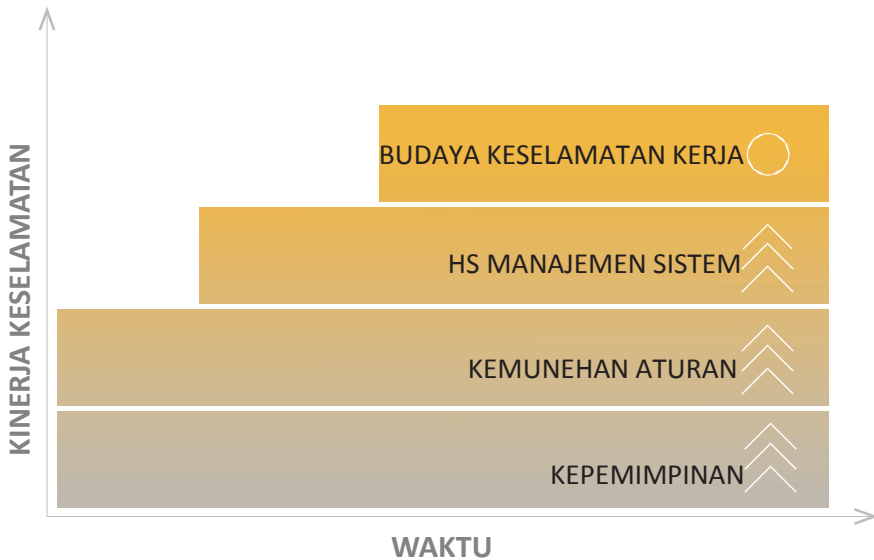 KINERJA KESELAMATAN
BUDAYA KESELAMATAN KERJA
HS MANAJEMEN SISTEM
KEMUNEHAN ATURAN
KEPEMIMPINAN
WAKTU